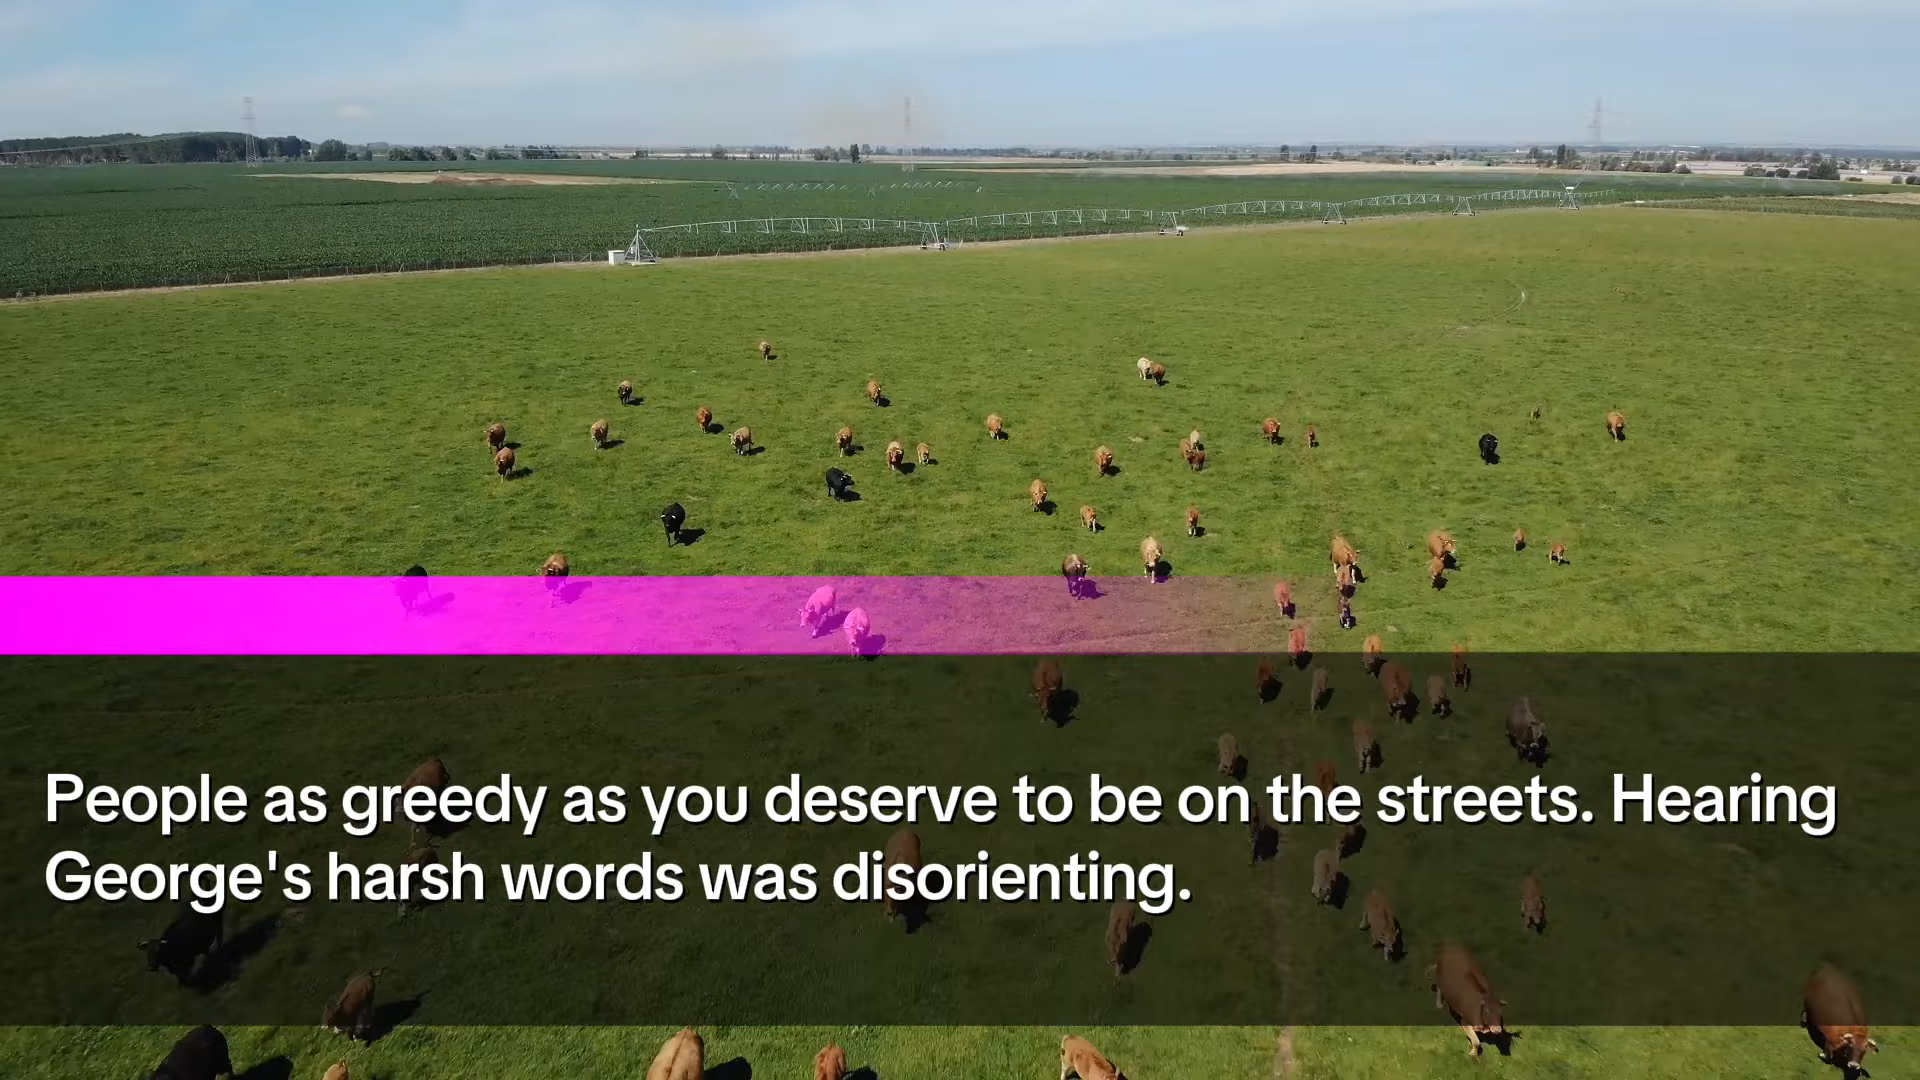 People as greedy as you deserve to be on the streets. Hearing
George's harsh words was disorienting.